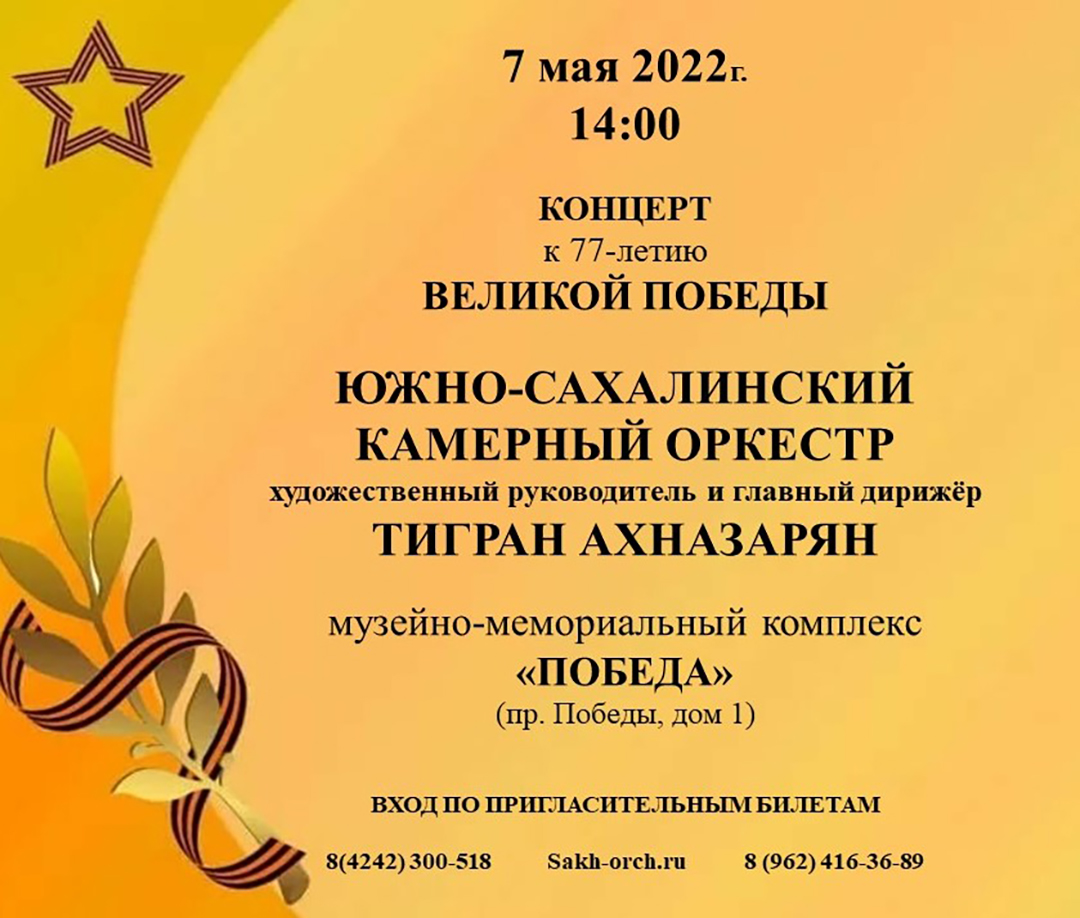 7 мая 2022г.
14:00
КОНЦЕРТ
к 77-летию
ВЕЛИКОЙ ПОБЕДЫ
ЮЖНО-САХАЛИНСКИЙ
КАМЕРНЫЙ ОРКЕСТР
художественный руководитель и главный дирижёр
ТИГРАН АХНАЗАРЯН
музейно-мемориальный комплекс
«ПОБЕДА»
(пр. Победы, дом 1)
ВХОД ПО ПРИГЛАСИТЕЛЬНЫМ БИЛЕТАМ
8(4242) 300-518 Sakh-orch.ru 8 (962) 416-36-89